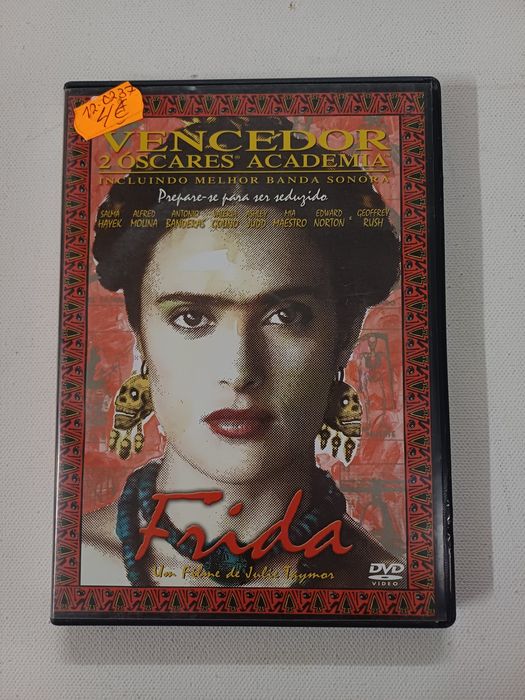 12.0237
4€
VENCEDOR
2 ÓSCARES® ACADEMIA
INCLUINDO MELHOR BANDA SONORA
Prepare-se para ser seduzido
SALMA HAYEK ALFRED MOLINA ANTONIO BANDERAS VALERIA GOLINO ASHLEY JUDD MIA MAESTRO EDWARD NORTON GEOFFREY RUSH
Frida
Um Filme de Julie Taymor
DVD
VIDEO